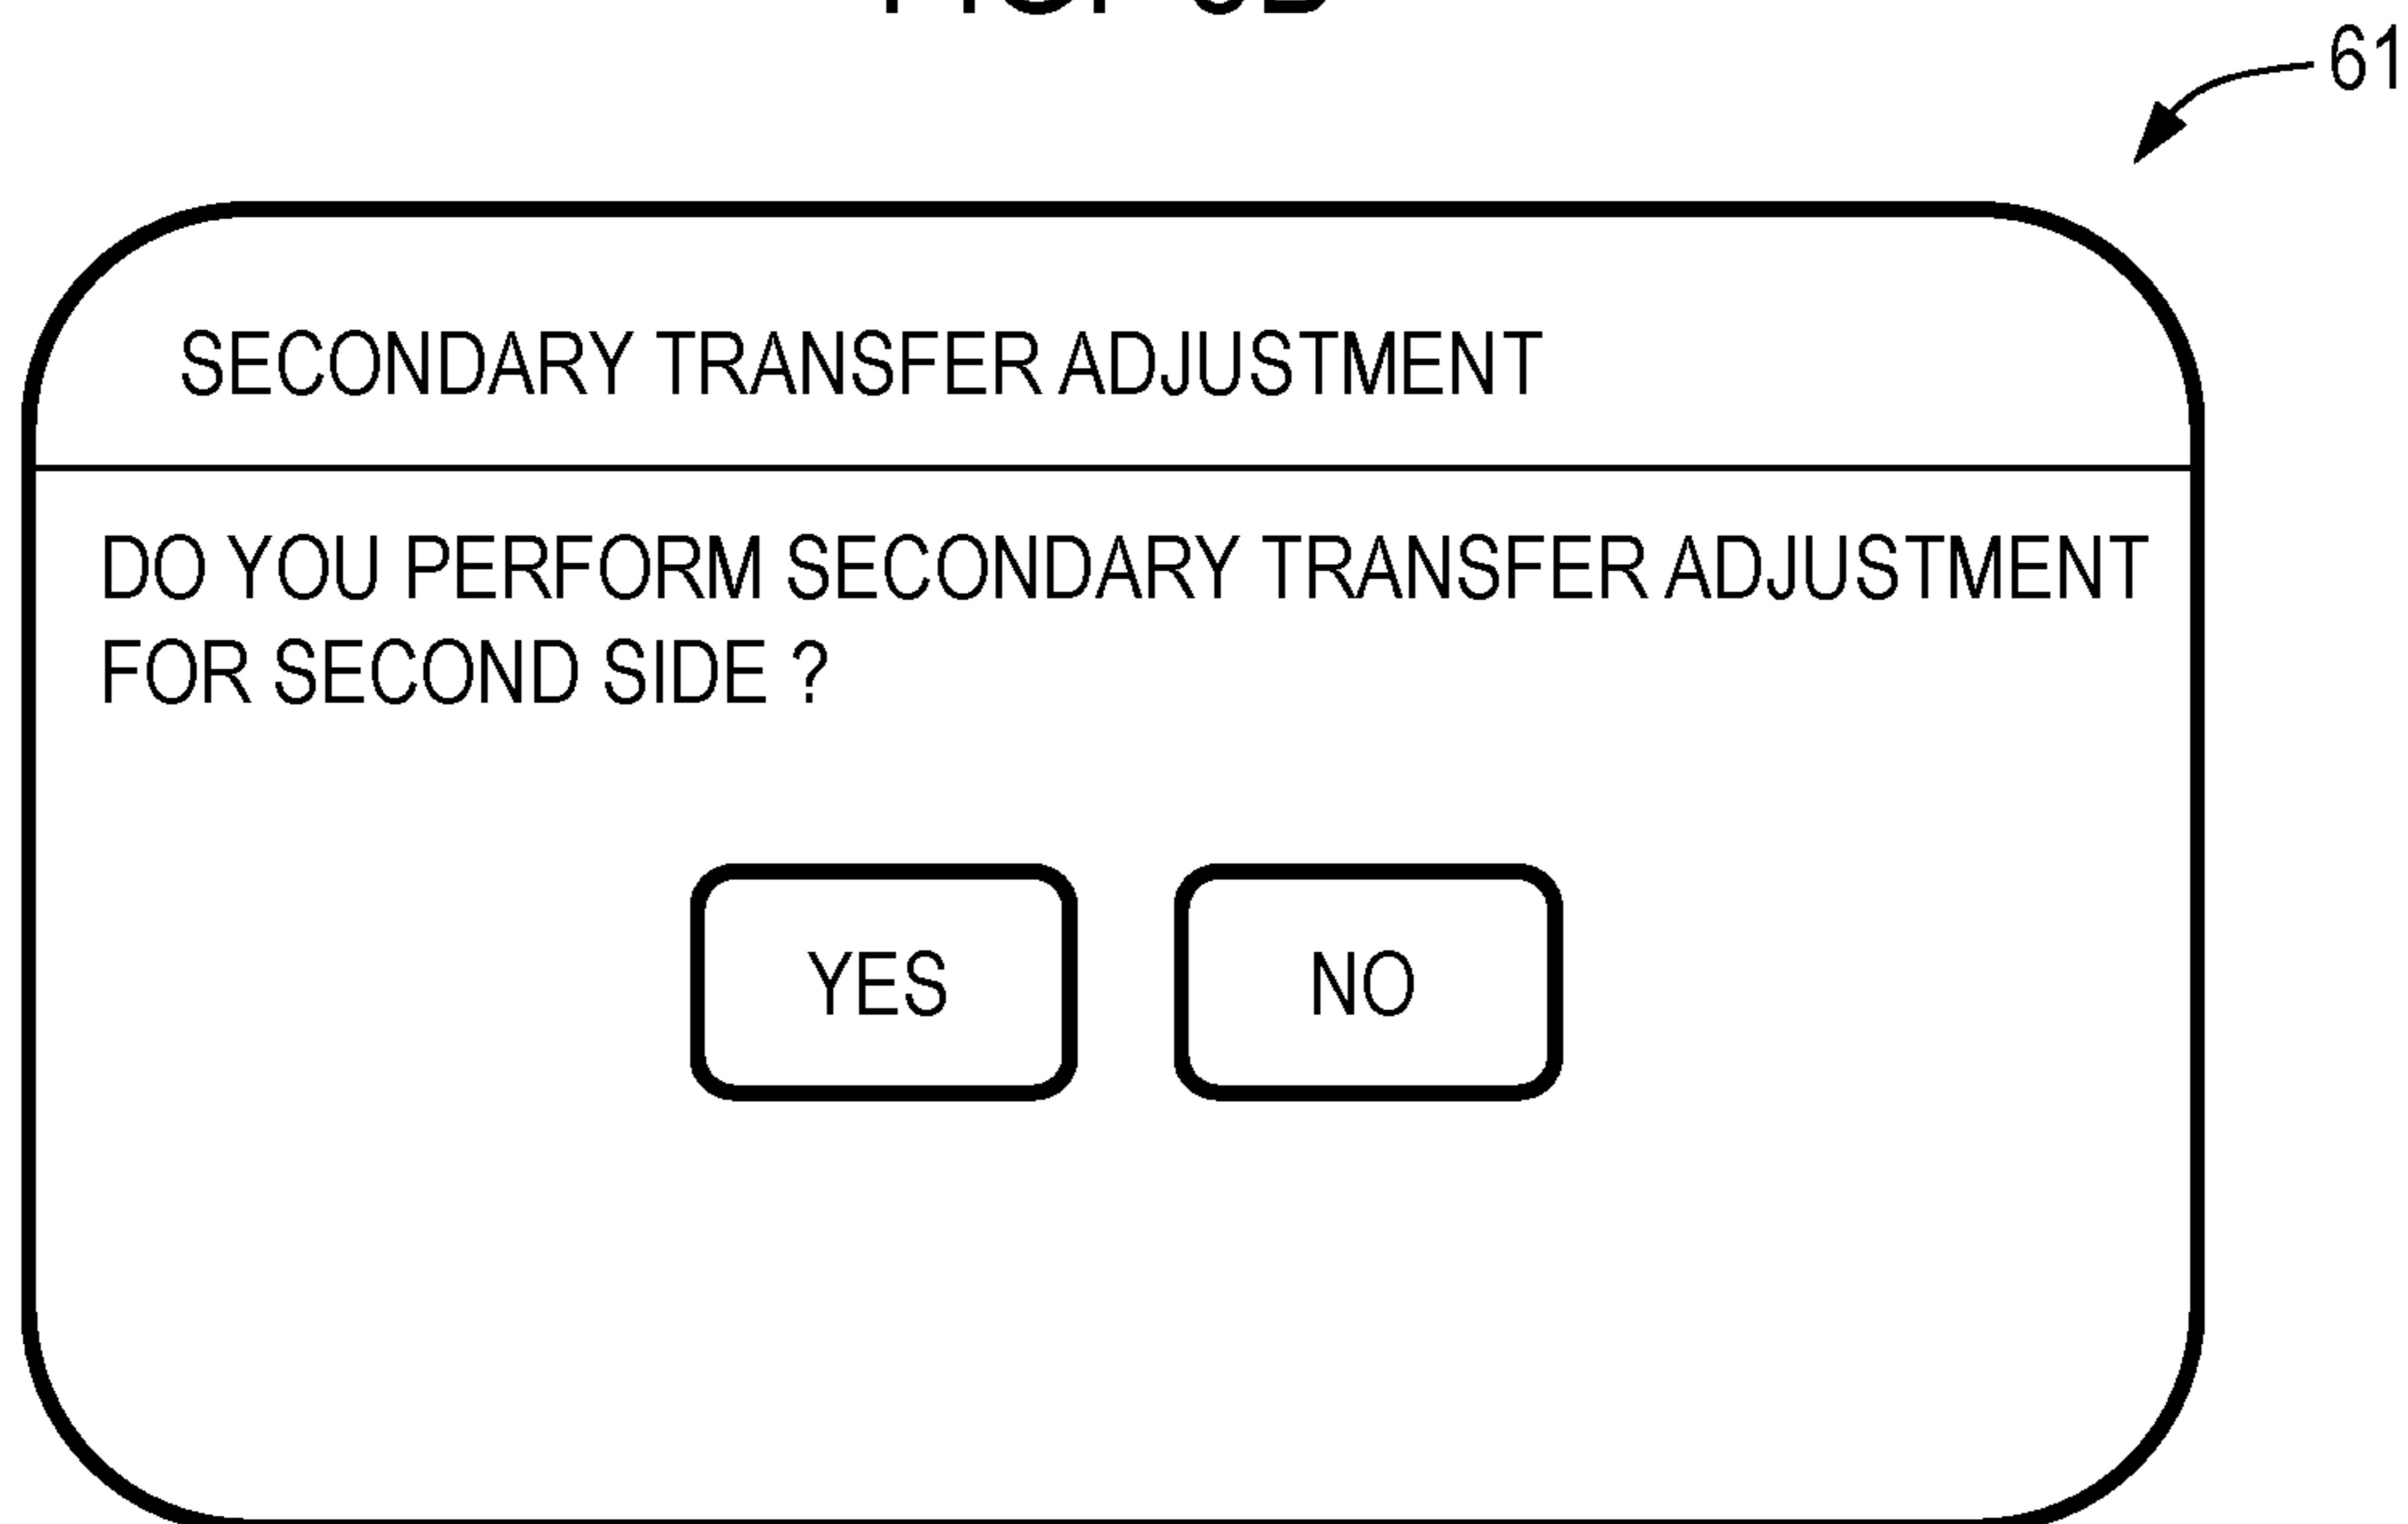 61
SECONDARY TRANSFER ADJUSTMENT
DO YOU PERFORM SECONDARY TRANSFER ADJUSTMENT
FOR SECOND SIDE ?
YES NO